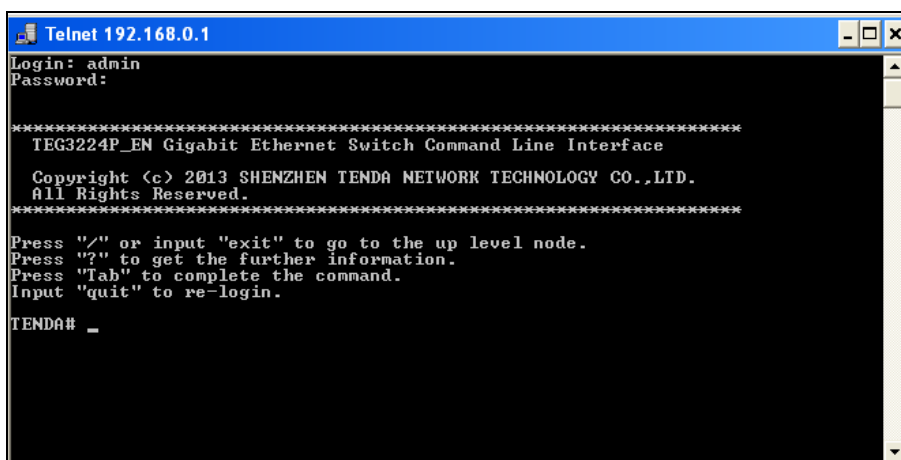 Telnet 192.168.0.1
Login: admin
Password:
*******************************************************************
TEG3224P_EN Gigabit Ethernet Switch Command Line Interface
Copyright (c) 2013 SHENZHEN TENDA NETWORK TECHNOLOGY CO.,LTD.
All Rights Reserved.
*******************************************************************
Press "/" or input "exit" to go to the up level node.
Press "?" to get the further information.
Press "Tab" to complete the command.
Input "quit" to re-login.
TENDA# _